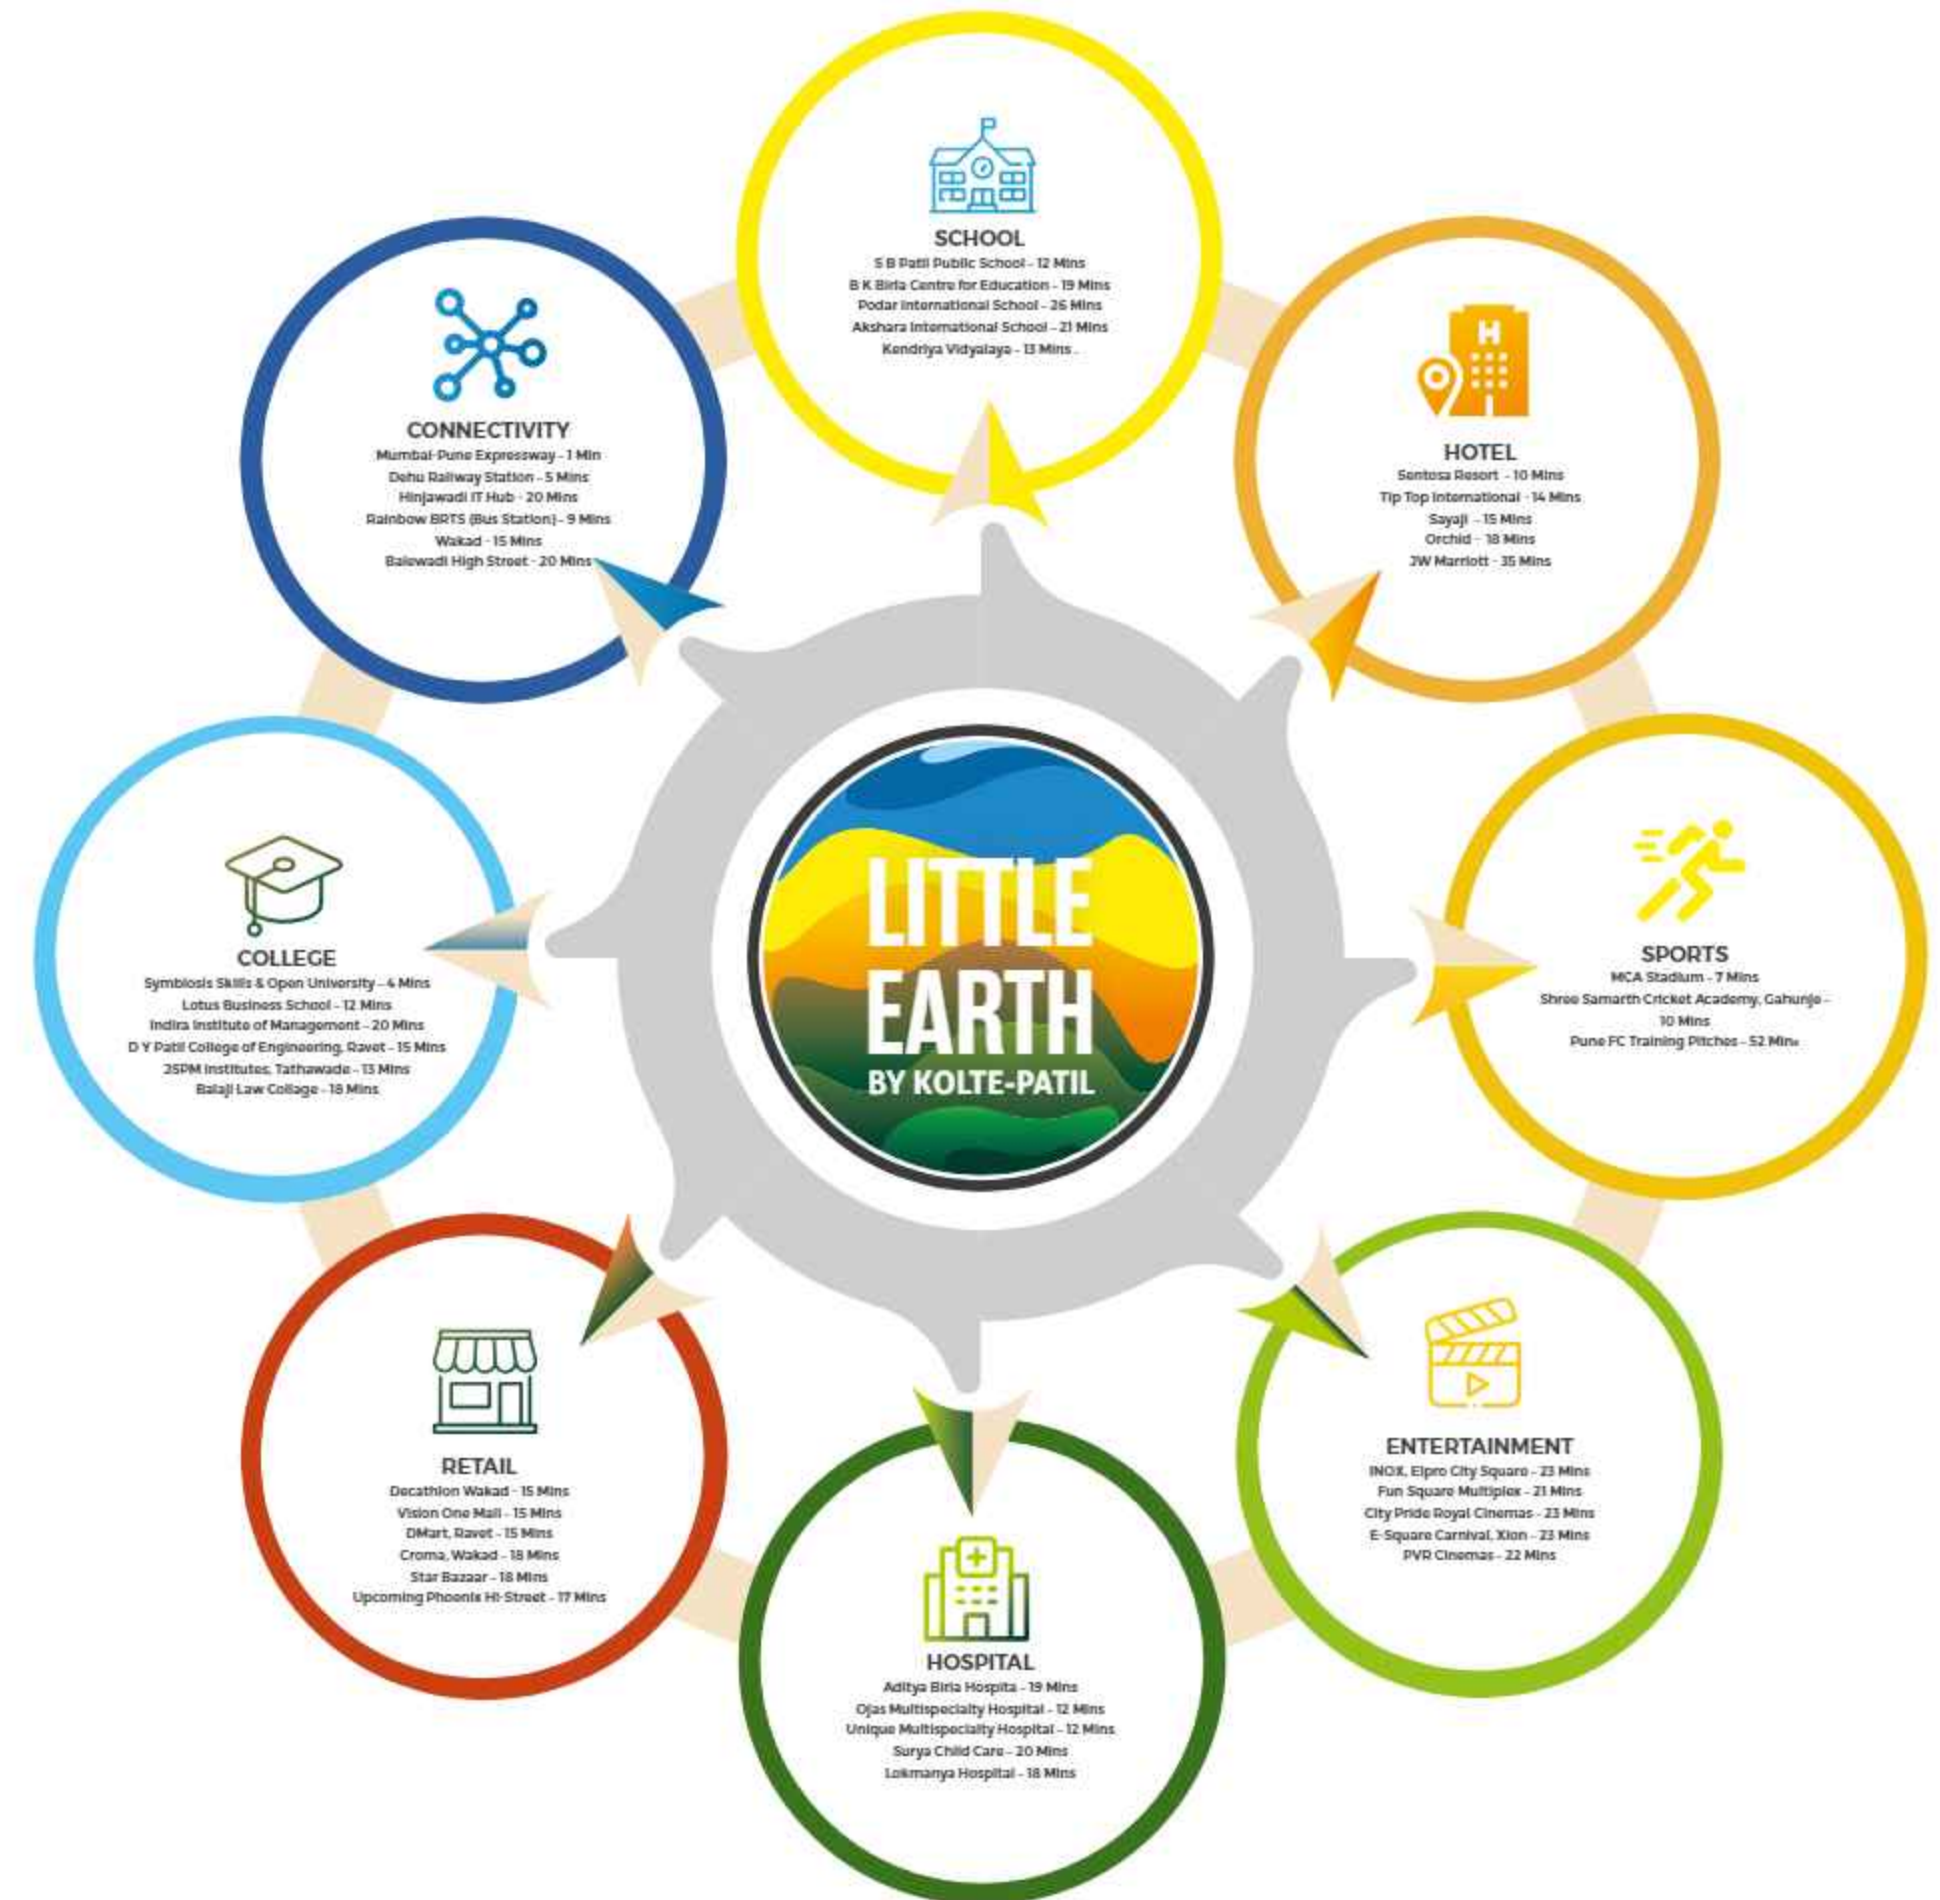 SCHOOL
S B Patil Public School - 12 Mins
B K Birla Centre for Education - 19 Mins
Podar International School - 26 Mins
Akshara International School - 21 Mins
Kendriya Vidyalaya - 13 Mins .
CONNECTIVITY
Mumbai-Pune Expressway - 1 Min
Dehu Railway Station - 5 Mins
Hinjawadi IT Hub - 20 Mins
Rainbow BRTS (Bus Station) - 9 Mins
Wakad - 15 Mins
Balewadi High Street - 20 Mins
HOTEL
Sentosa Resort - 10 Mins
Tip Top International - 14 Mins
Sayaji - 15 Mins
Orchid - 18 Mins
JW Marriott - 35 Mins
COLLEGE
Symbiosis Skills & Open University - 4 Mins
Lotus Business School - 12 Mins
Indira Institute of Management - 20 Mins
D Y Patil College of Engineering, Ravet - 15 Mins
JSPM Institutes, Tathawade - 13 Mins
Balaji Law Collage - 18 Mins
LITTLE
EARTH
BY KOLTE-PATIL
SPORTS
MCA Stadium - 7 Mins
Shree Samarth Cricket Academy, Gahunje -
10 Mins
Pune FC Training Pitches - 52 Mins
RETAIL
Decathlon Wakad - 15 Mins
Vision One Mall - 15 Mins
DMart, Ravet - 15 Mins
Croma, Wakad - 18 Mins
Star Bazaar - 18 Mins
Upcoming Phoenix Hi-Street - 17 Mins
ENTERTAINMENT
INOX, Elpro City Square - 23 Mins
Fun Square Multiplex - 21 Mins
City Pride Royal Cinemas - 23 Mins
E-Square Carnival, Xion - 23 Mins
PVR Cinemas - 22 Mins
HOSPITAL
Aditya Birla Hospita - 19 Mins
Ojas Multispecialty Hospital - 12 Mins
Unique Multispecialty Hospital - 12 Mins
Surya Child Care - 20 Mins
Lokmanya Hospital - 18 Mins